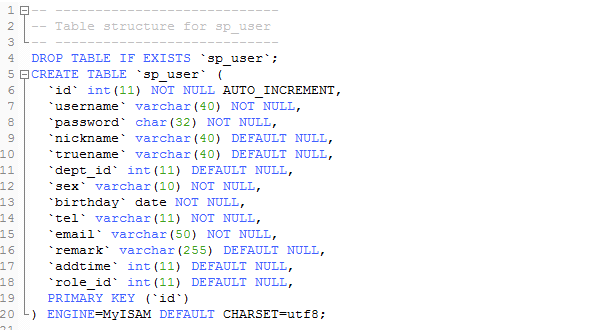 1 -- ----------------------------
2 -- Table structure for sp_user
3 -- ----------------------------
4 DROP TABLE IF EXISTS `sp_user`;
5 CREATE TABLE `sp_user` (
6 `id` int(11) NOT NULL AUTO_INCREMENT,
7 `username` varchar(40) NOT NULL,
8 `password` char(32) NOT NULL,
9 `nickname` varchar(40) DEFAULT NULL,
10 `truename` varchar(40) DEFAULT NULL,
11 `dept_id` int(11) DEFAULT NULL,
12 `sex` varchar(10) NOT NULL,
13 `birthday` date NOT NULL,
14 `tel` varchar(11) NOT NULL,
15 `email` varchar(50) NOT NULL,
16 `remark` varchar(255) DEFAULT NULL,
17 `addtime` int(11) DEFAULT NULL,
18 `role_id` int(11) DEFAULT NULL,
19 PRIMARY KEY (`id`)
20 ) ENGINE=MyISAM DEFAULT CHARSET=utf8;